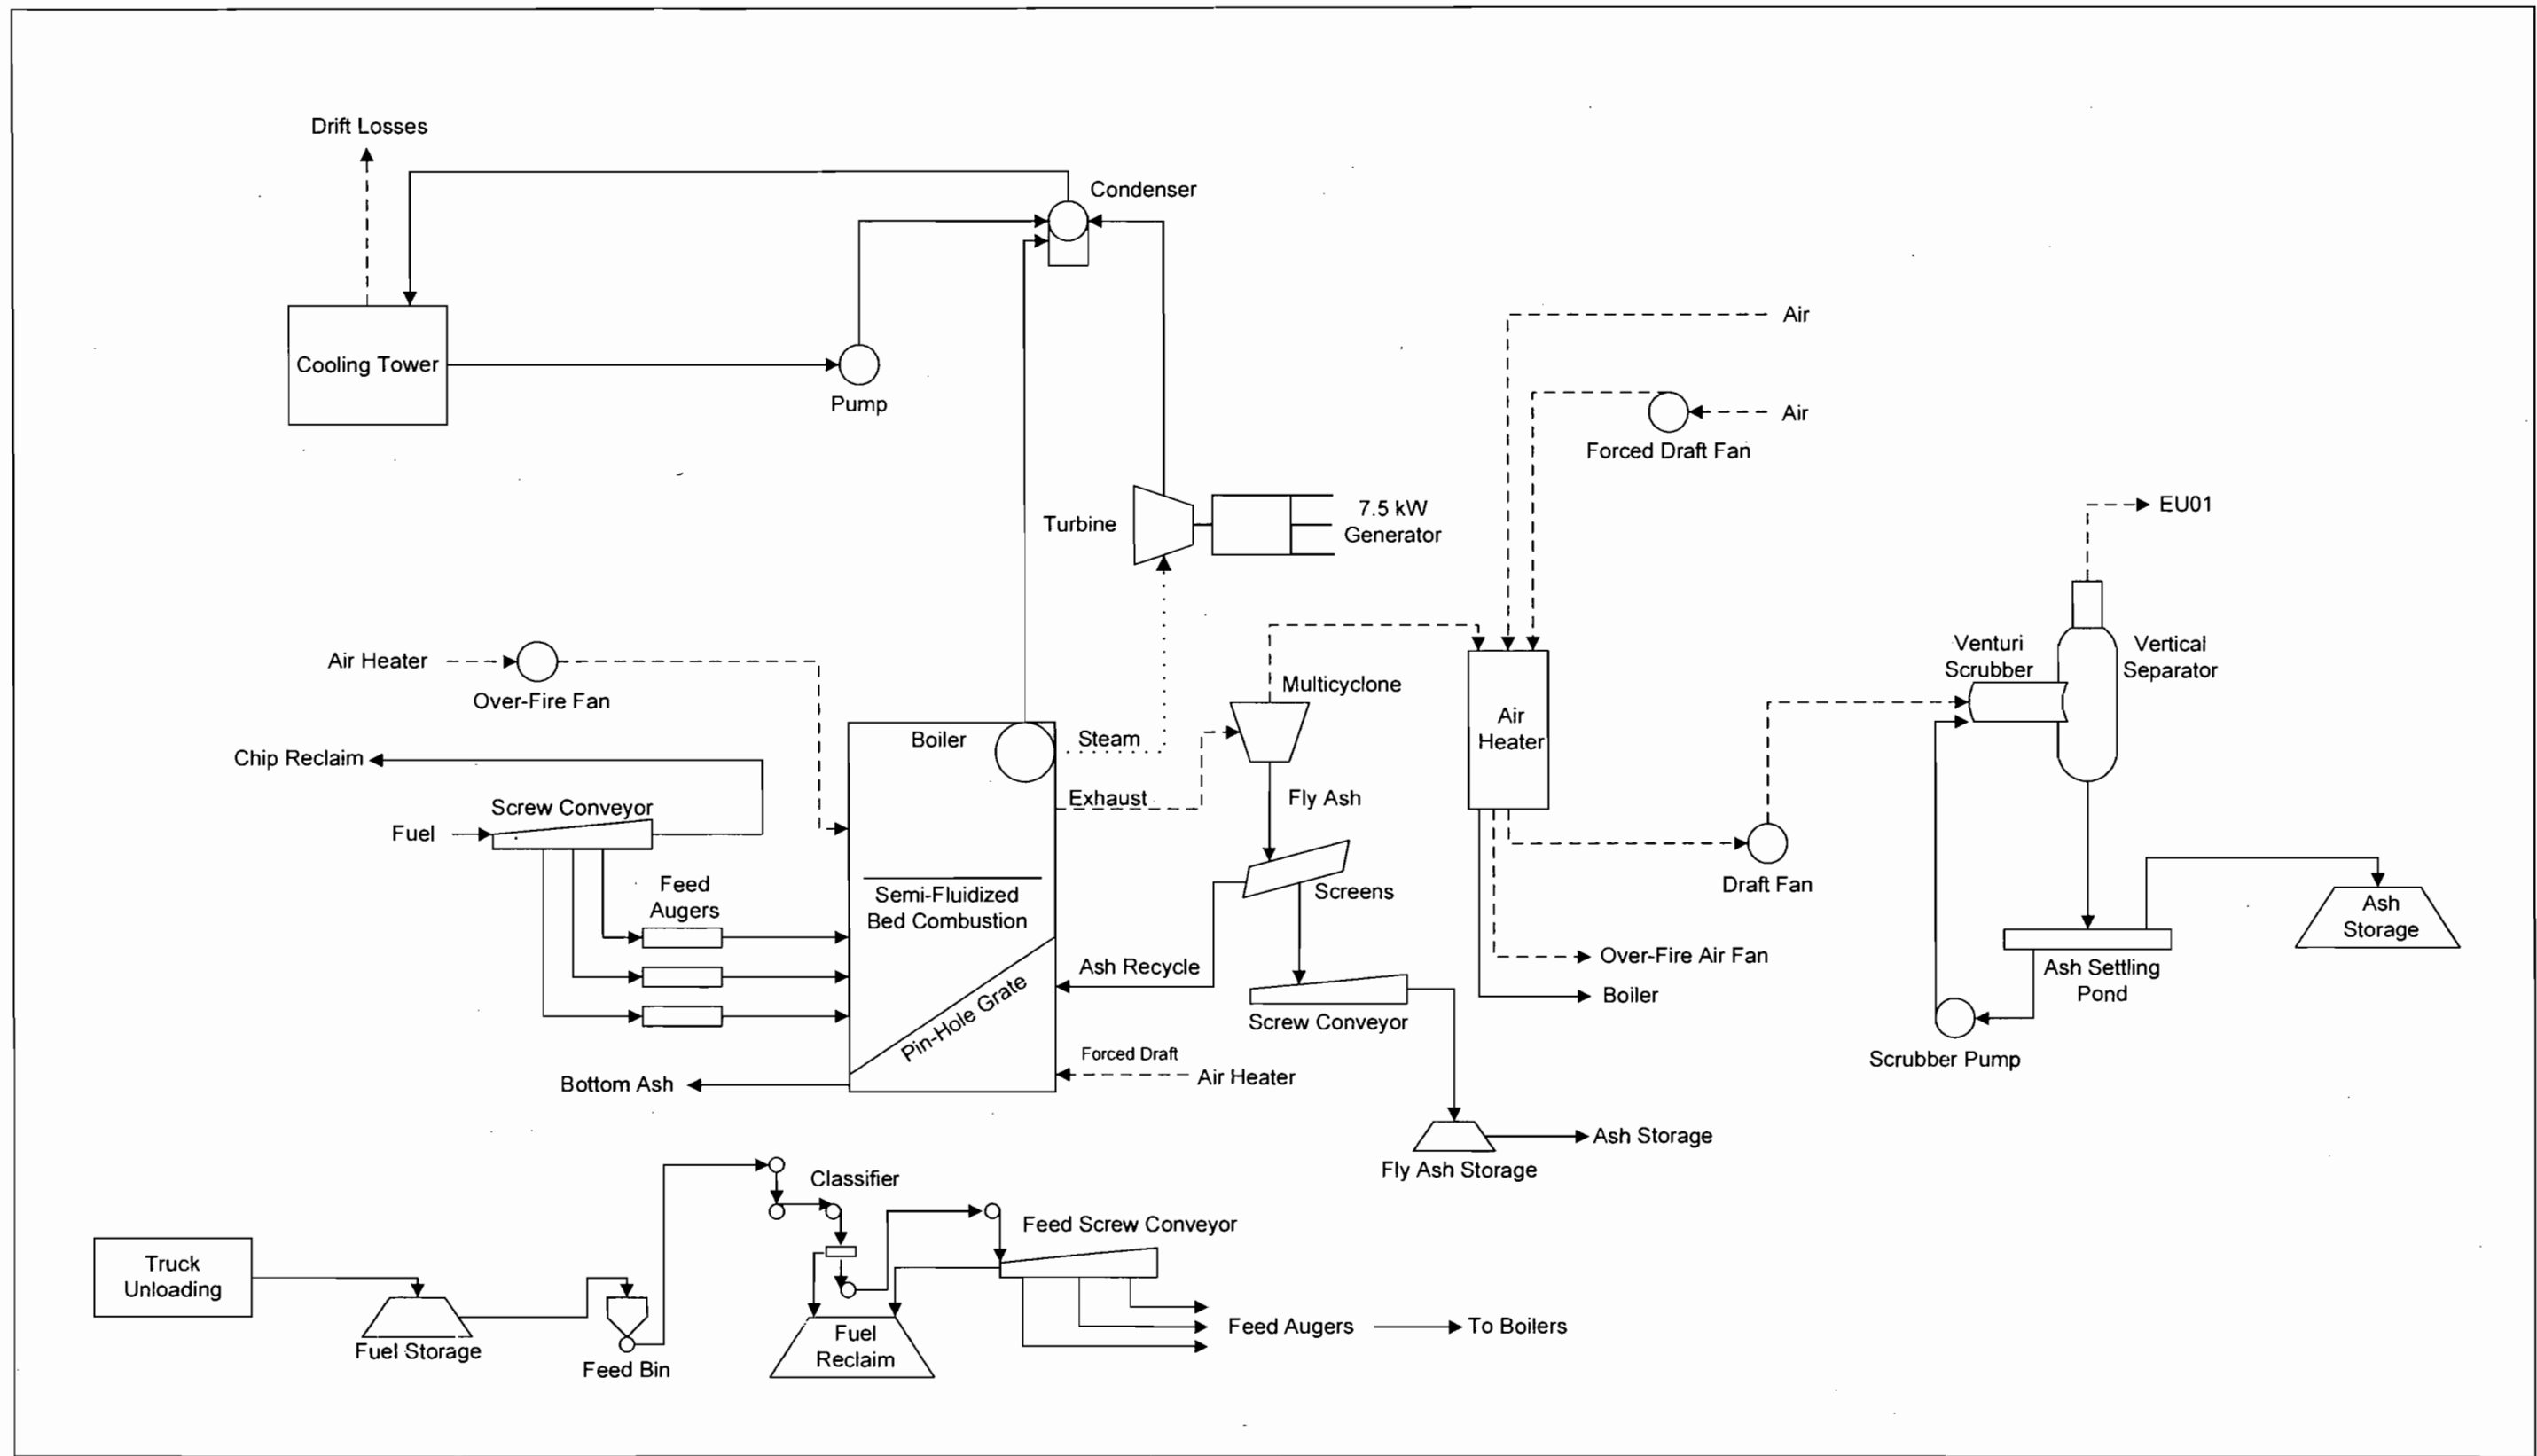 Drift Losses
Condenser
Cooling Tower
Pump
Air
Air
Forced Draft Fan
Turbine
7.5 kW
Generator
EU01
Venturi
Scrubber
Vertical
Separator
Air Heater
Over-Fire Fan
Multicyclone
Air
Heater
Boiler
Steam
Chip Reclaim
Exhaust
Fly Ash
Screw Conveyor
Fuel
Feed
Augers
Semi-Fluidized
Bed Combustion
Screens
Draft Fan
Ash
Storage
Ash Recycle
Over-Fire Air Fan
Boiler
Ash Settling
Pond
Pin-Hole Grate
Screw Conveyor
Scrubber Pump
Forced Draft
Air Heater
Bottom Ash
Ash Storage
Fly Ash Storage
Classifier
Feed Screw Conveyor
Truck
Unloading
Fuel Storage
Feed Bin
Fuel
Reclaim
Feed Augers
To Boilers